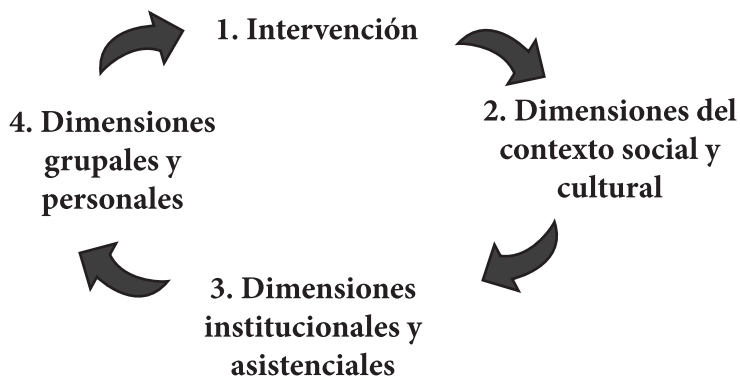 1. Intervención
2. Dimensiones del
contexto social y
cultural
3. Dimensiones
institucionales y
asistenciales
4. Dimensiones
grupales y
personales